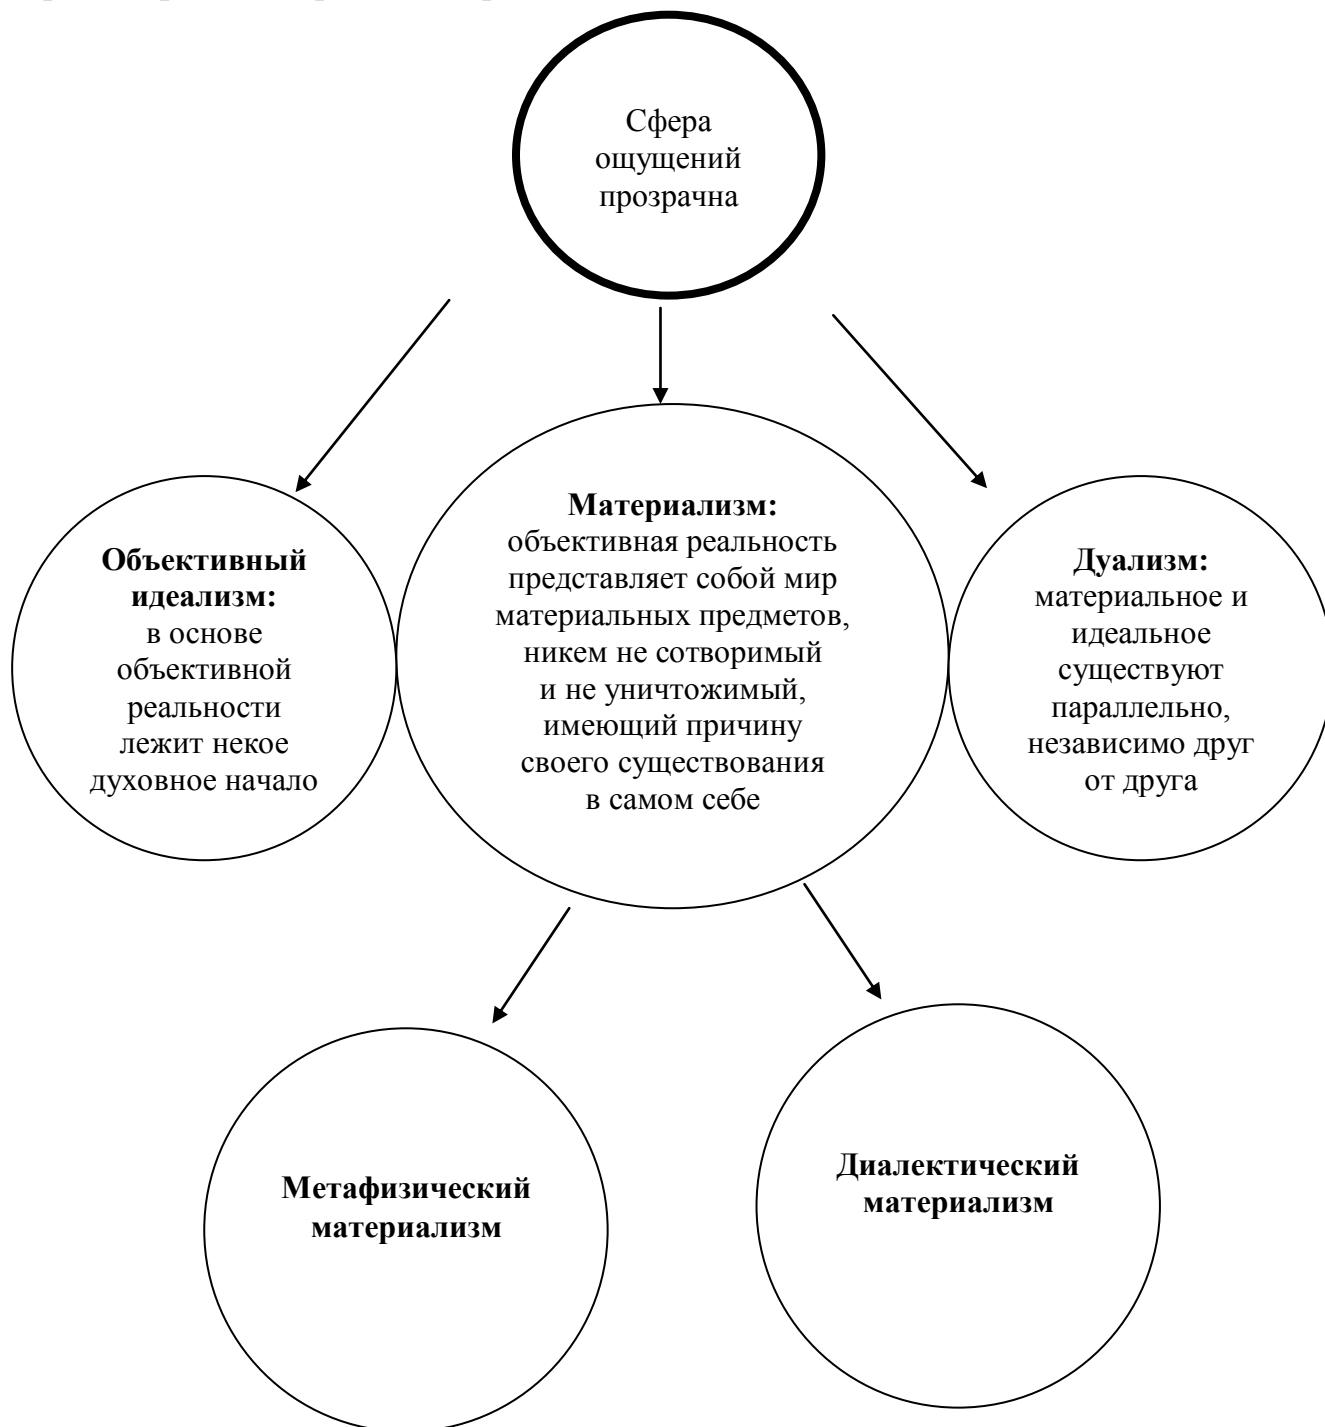 Сфера
ощущений
прозрачна
Объективный
идеализм:
в основе
объективной
реальности
лежит некое
духовное начало
Материализм:
объективная реальность
представляет собой мир
материальных предметов,
никем не сотворимый
и не уничтожимый,
имеющий причину
своего существования
в самом себе
Дуализм:
материальное и
идеальное
существуют
параллельно,
независимо друг
от друга
Метафизический
материализм
Диалектический
материализм